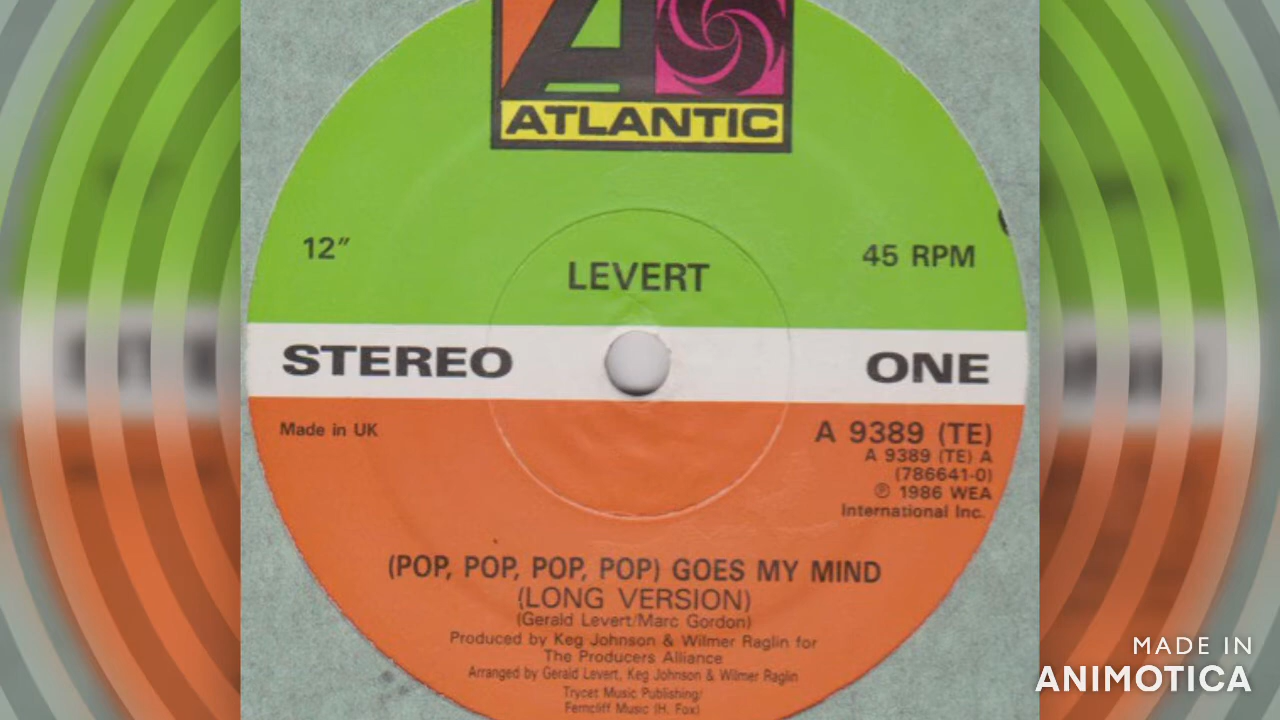 ATLANTIC
12″
45 RPM
LEVERT
STEREO
ONE
Made in UK
A 9389 (TE)
A 9389 (TE) A
(786641-0)
℗ 1986 WEA
International Inc.
(POP, POP, POP, POP) GOES MY MIND
(LONG VERSION)
(Gerald Levert/Marc Gordon)
Produced by Keg Johnson & Wilmer Raglin for
The Producers Alliance
Arranged by Gerald Levert, Keg Johnson & Wilmer Raglin
Trycet Music Publishing/
Ferncliff Music (H. Fox)
MADE IN
ANIMOTICA